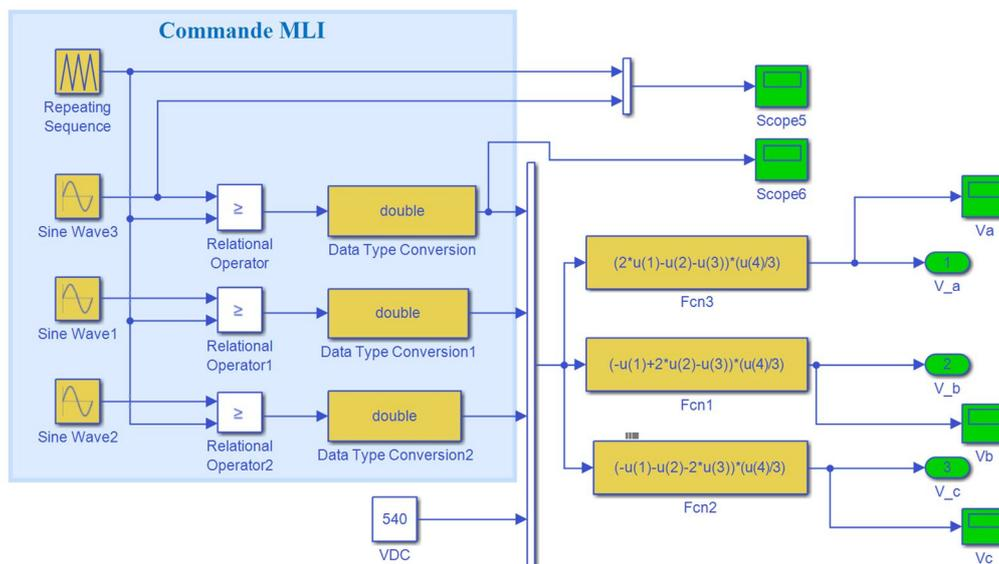 Commande MLI
Repeating
Sequence
Scope5
Scope6
Sine Wave3
≥
Relational
Operator
double
Data Type Conversion
Va
(2*u(1)-u(2)-u(3))*(u(4)/3)
Fcn3
1
V_a
Sine Wave1
≥
Relational
Operator1
double
Data Type Conversion1
(-u(1)+2*u(2)-u(3))*(u(4)/3)
Fcn1
2
V_b
Sine Wave2
≥
Relational
Operator2
double
Data Type Conversion2
Vb
(-u(1)-u(2)-2*u(3))*(u(4)/3)
Fcn2
3
V_c
540
VDC
Vc